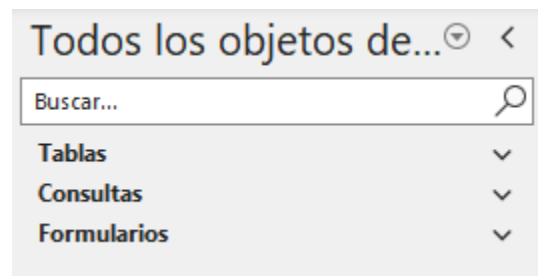 Todos los objetos de...
Buscar...
Tablas
Consultas
Formularios